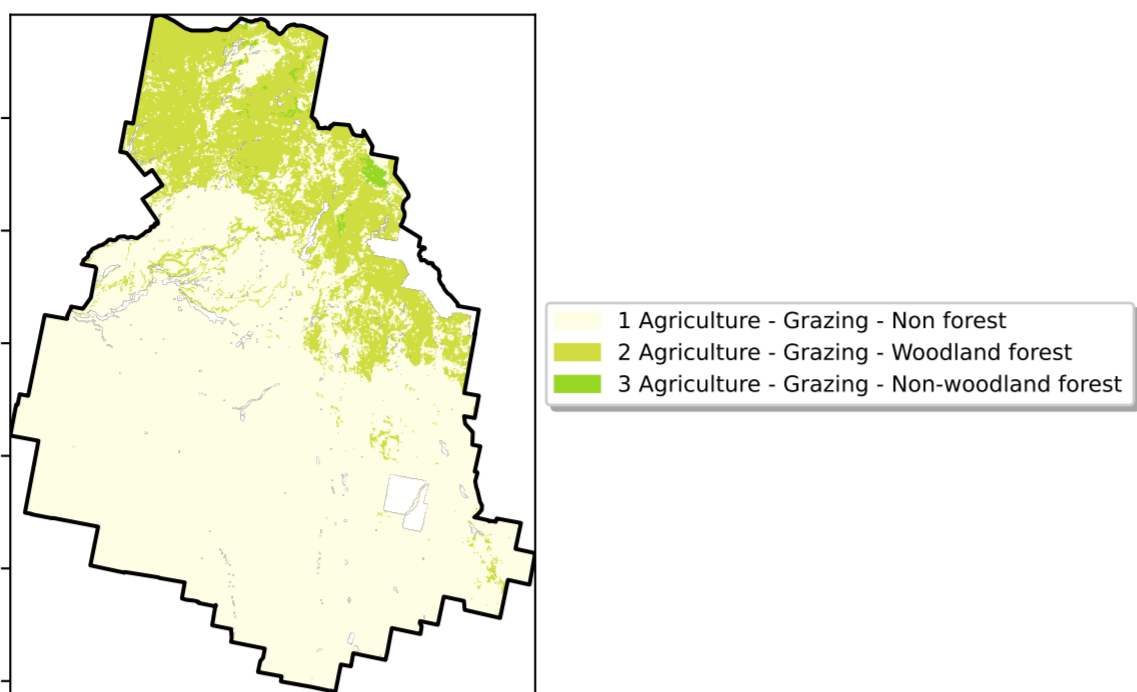 1 Agriculture - Grazing - Non forest
2 Agriculture - Grazing - Woodland forest
3 Agriculture - Grazing - Non-woodland forest